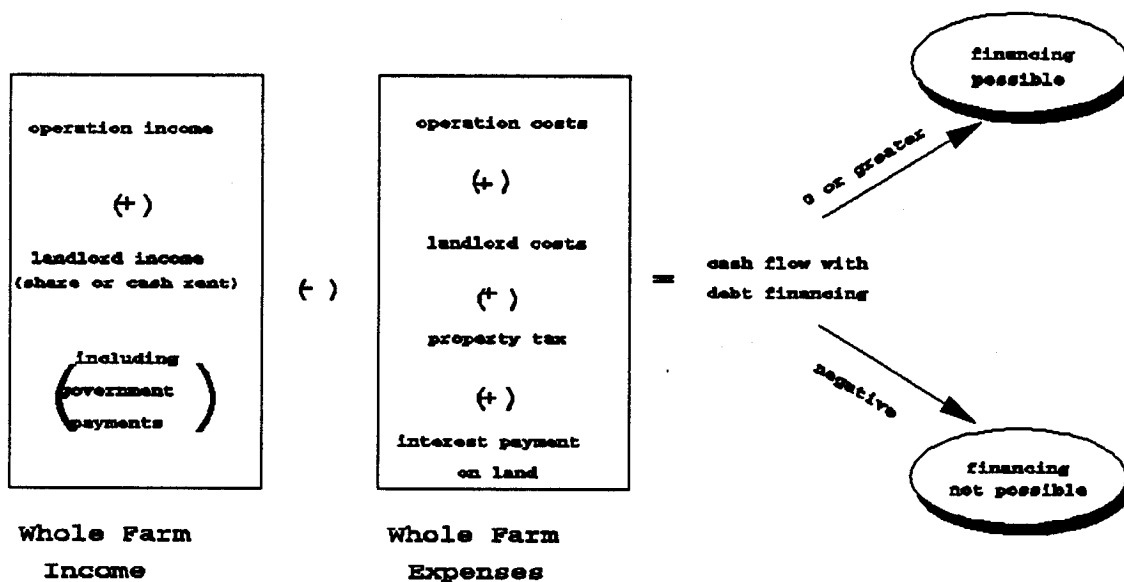 operation income
(+)
landlord income
(share or cash rent)
(including
government
payments)
Whole Farm
Income
(-)
operation costs
(+)
landlord costs
(+)
property tax
(+)
interest payment
on land
Whole Farm
Expenses
=
cash flow with
debt financing
0 or greater
financing
possible
negative
financing
not possible